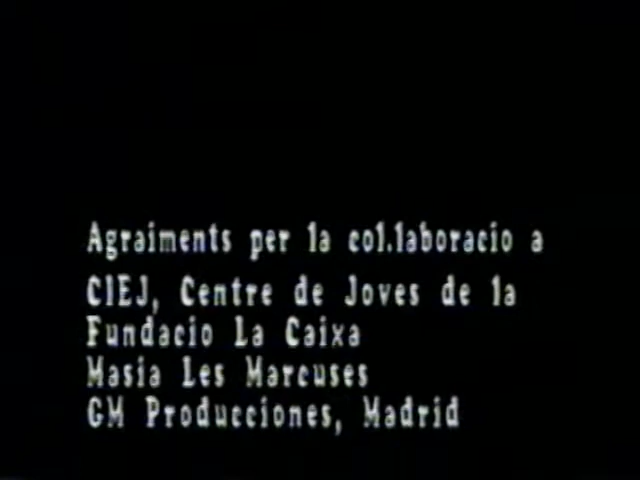 Agraiments per la col.laboracio a
CIEJ, Centre de Joves de la
Fundacio La Caixa
Masia Les Marcuses
GM Producciones, Madrid